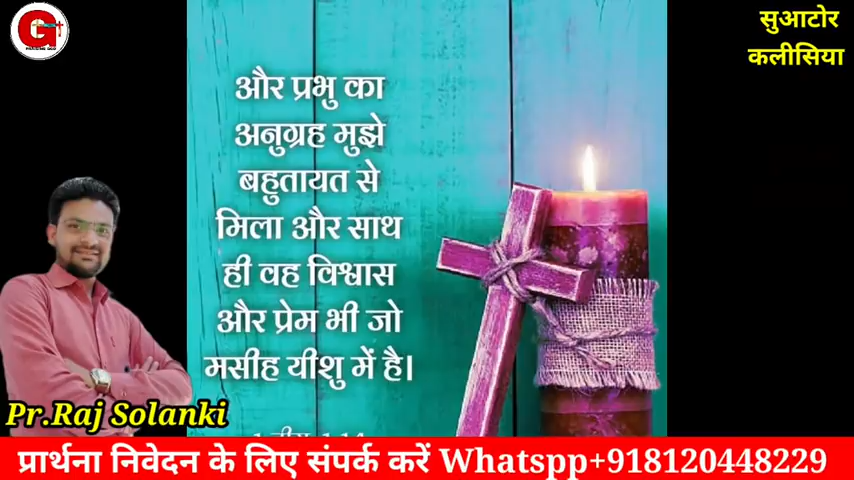 G
सुआटोर
कलीसिया
और प्रभु का
अनुग्रह मुझे
बहुतायत से
मिला और साथ
ही वह विश्वास
और प्रेम भी जो
मसीह यीशु में है।
Pr.Raj Solanki
प्रार्थना निवेदन के लिए संपर्क करें Whatspp+918120448229